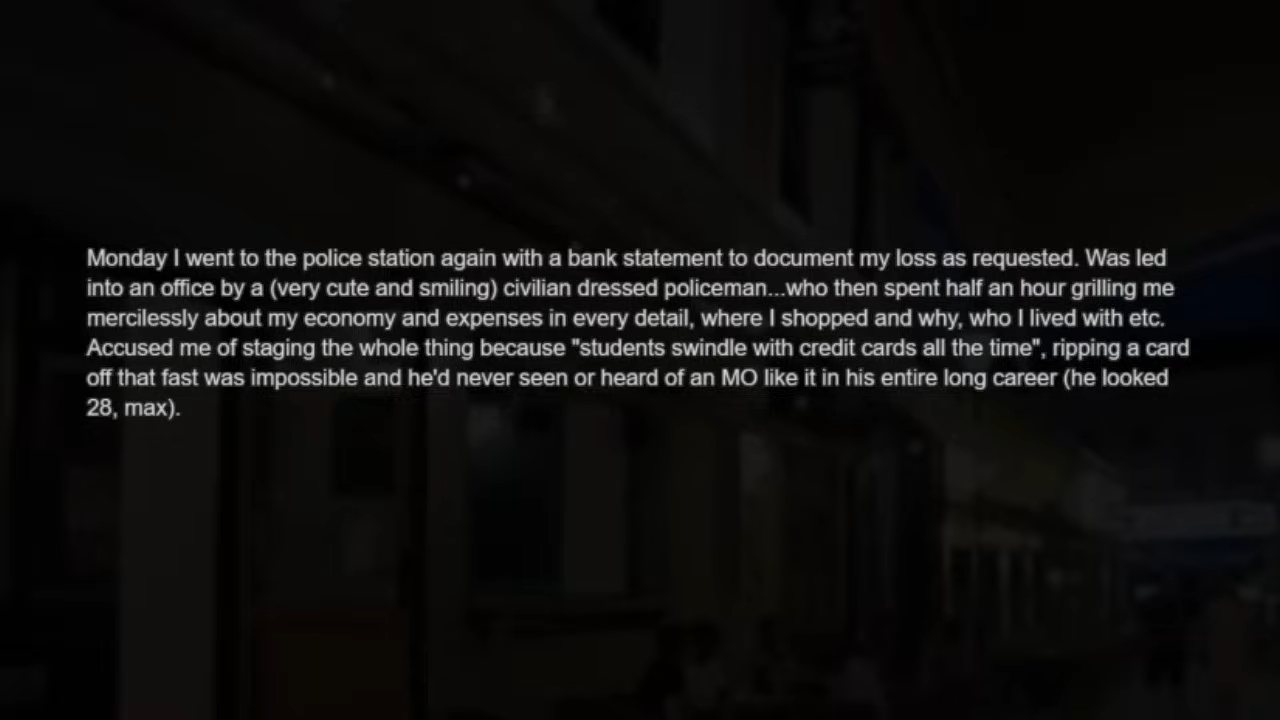 Monday I went to the police station again with a bank statement to document my loss as requested. Was led
into an office by a (very cute and smiling) civilian dressed policeman...who then spent half an hour grilling me
mercilessly about my economy and expenses in every detail, where I shopped and why, who I lived with etc.
Accused me of staging the whole thing because "students swindle with credit cards all the time", ripping a card
off that fast was impossible and he'd never seen or heard of an MO like it in his entire long career (he looked
28, max).